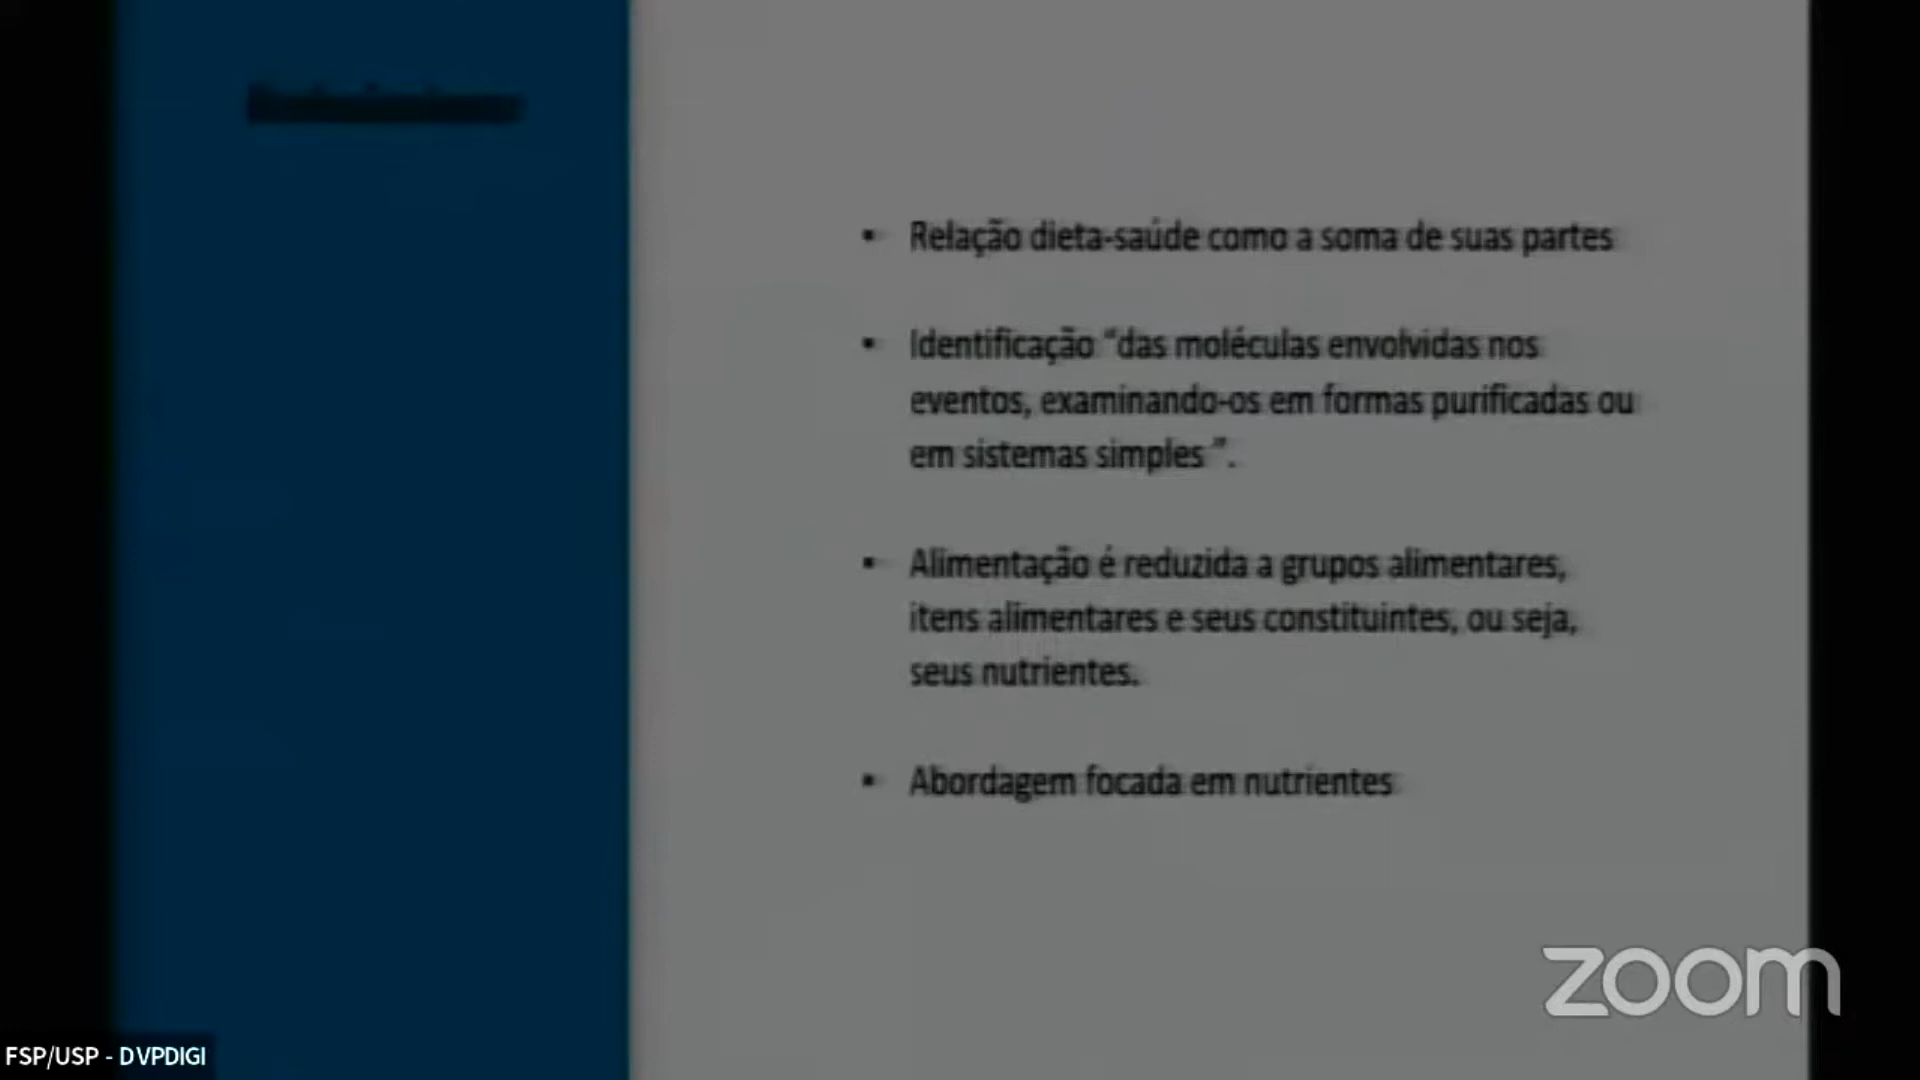 • Relação dieta-saúde como a soma de suas partes
• Identificação “das moléculas envolvidas nos
eventos, examinando-os em formas purificadas ou
em sistemas simples ”.
• Alimentação é reduzida a grupos alimentares,
itens alimentares e seus constituintes, ou seja,
seus nutrientes.
• Abordagem focada em nutrientes
zoom
FSP/USP - DVPDIGI